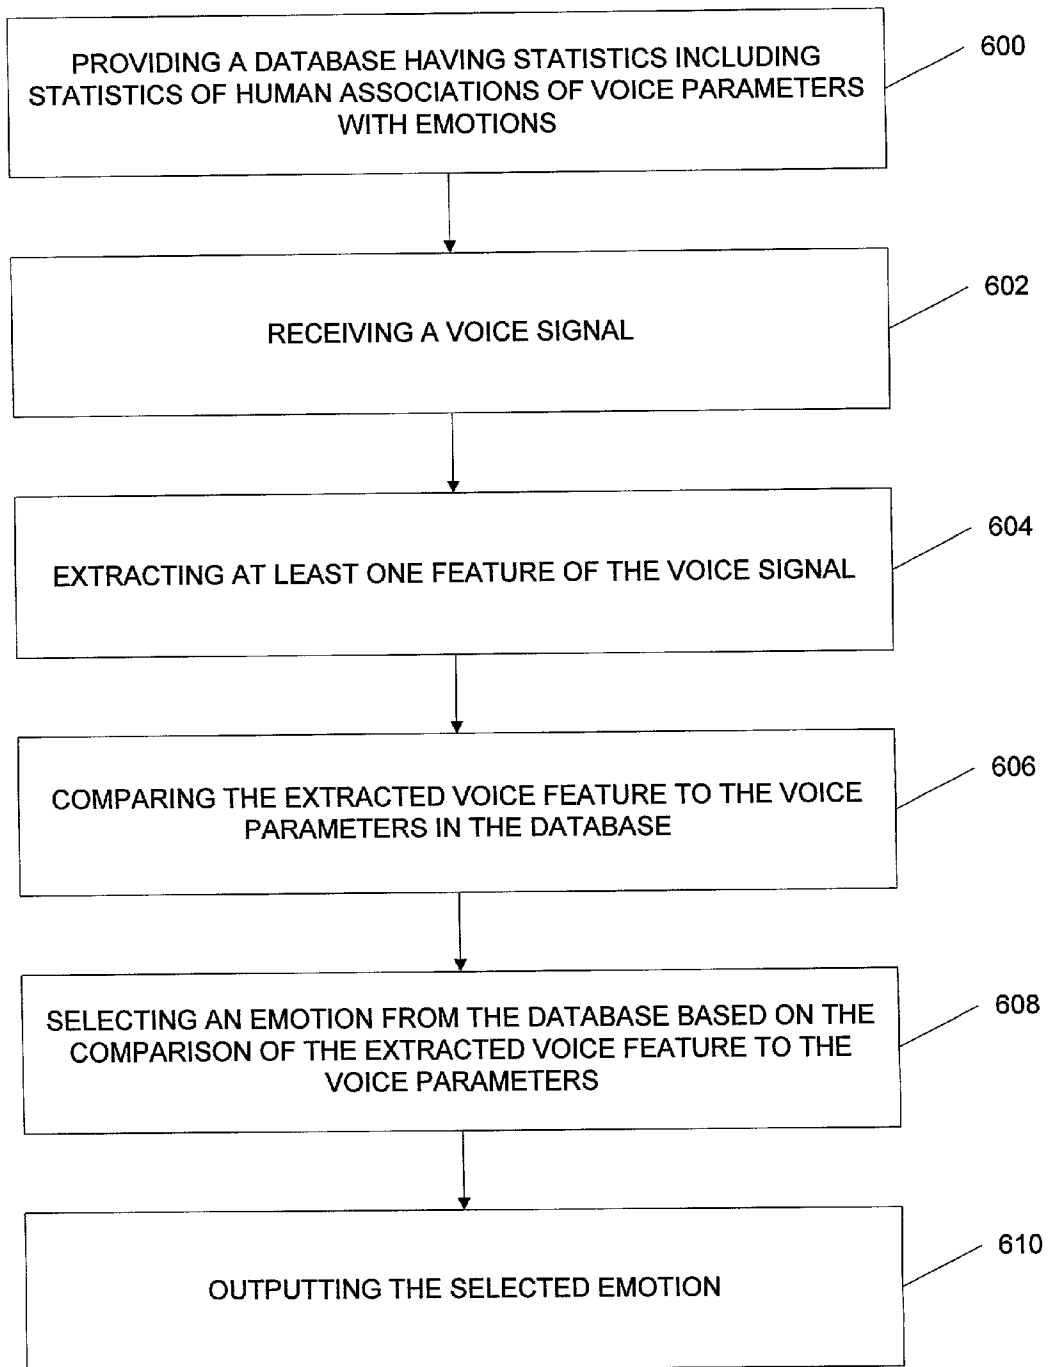 PROVIDING A DATABASE HAVING STATISTICS INCLUDING
STATISTICS OF HUMAN ASSOCIATIONS OF VOICE PARAMETERS
WITH EMOTIONS
600
RECEIVING A VOICE SIGNAL
602
EXTRACTING AT LEAST ONE FEATURE OF THE VOICE SIGNAL
604
COMPARING THE EXTRACTED VOICE FEATURE TO THE VOICE
PARAMETERS IN THE DATABASE
606
SELECTING AN EMOTION FROM THE DATABASE BASED ON THE
COMPARISON OF THE EXTRACTED VOICE FEATURE TO THE
VOICE PARAMETERS
608
OUTPUTTING THE SELECTED EMOTION
610